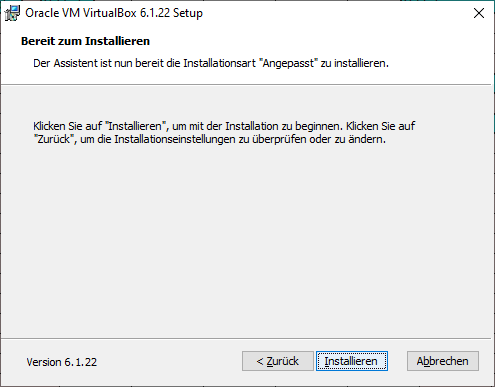 Oracle VM VirtualBox 6.1.22 Setup
Bereit zum Installieren
Der Assistent ist nun bereit die Installationsart "Angepasst" zu installieren.
Klicken Sie auf "Installieren", um mit der Installation zu beginnen. Klicken Sie auf
"Zurück", um die Installationseinstellungen zu überprüfen oder zu ändern.
Version 6.1.22
< Zurück
Installieren
Abbrechen